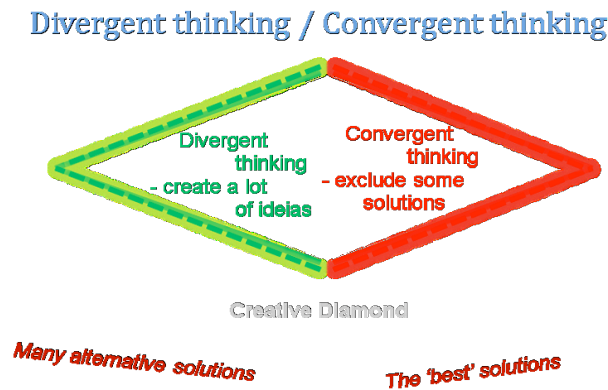 Divergent thinking / Convergent thinking
Divergent
thinking
- create a lot
of ideias
Convergent
thinking
- exclude some
solutions
Creative Diamond
Many alternative solutions
The ‘best’ solutions